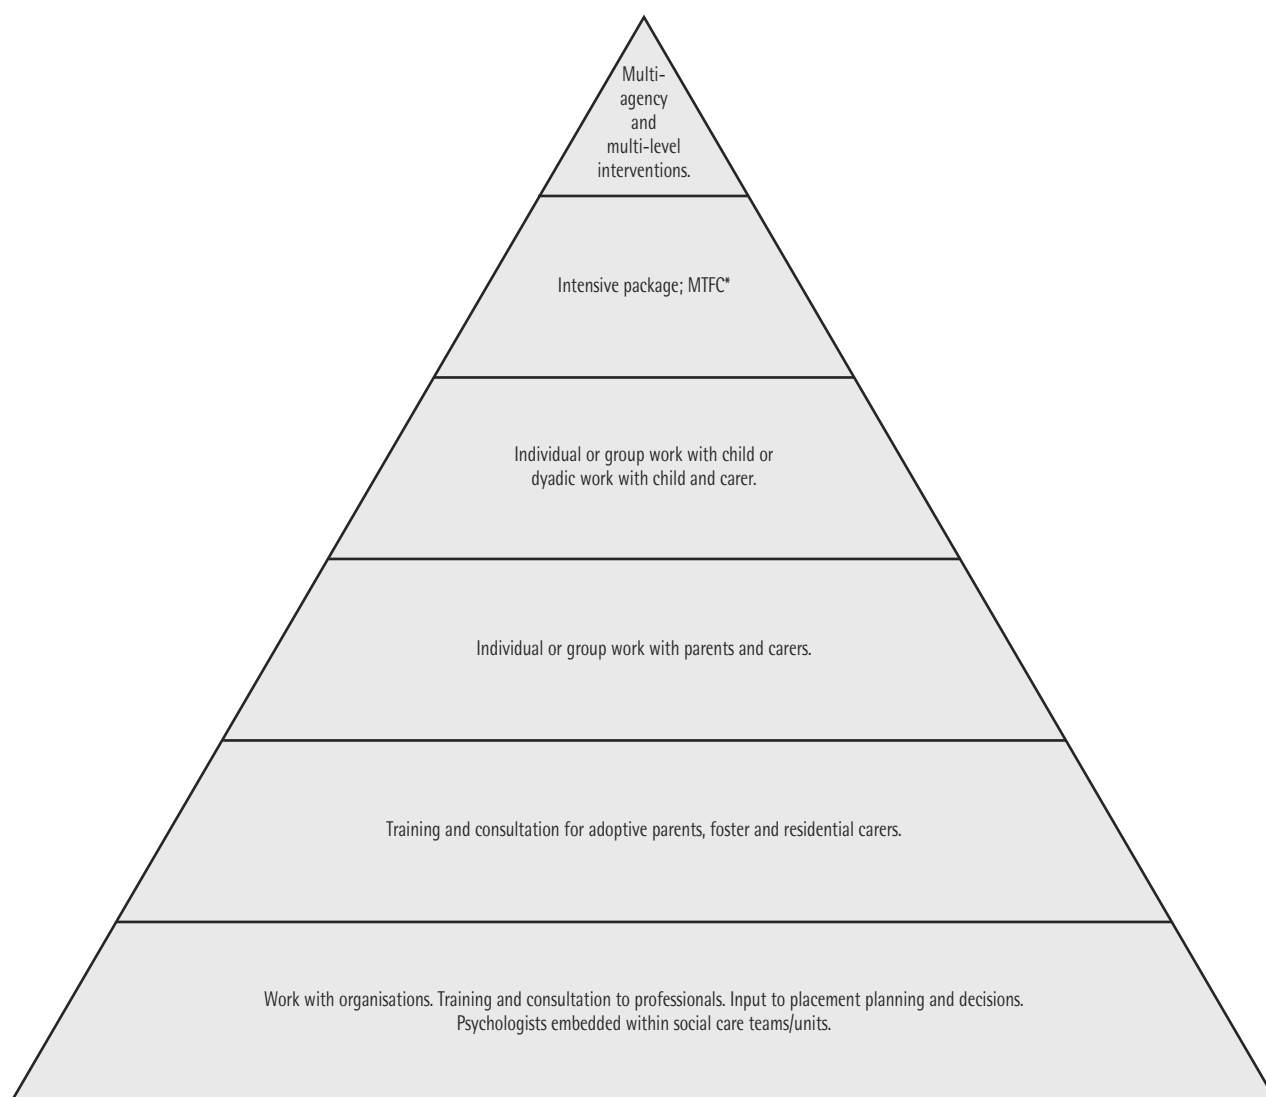 Multi-
agency
and
multi-level
interventions.
Intensive package; MTFC*
Individual or group work with child or
dyadic work with child and carer.
Individual or group work with parents and carers.
Training and consultation for adoptive parents, foster and residential carers.
Work with organisations. Training and consultation to professionals. Input to placement planning and decisions.
Psychologists embedded within social care teams/units.